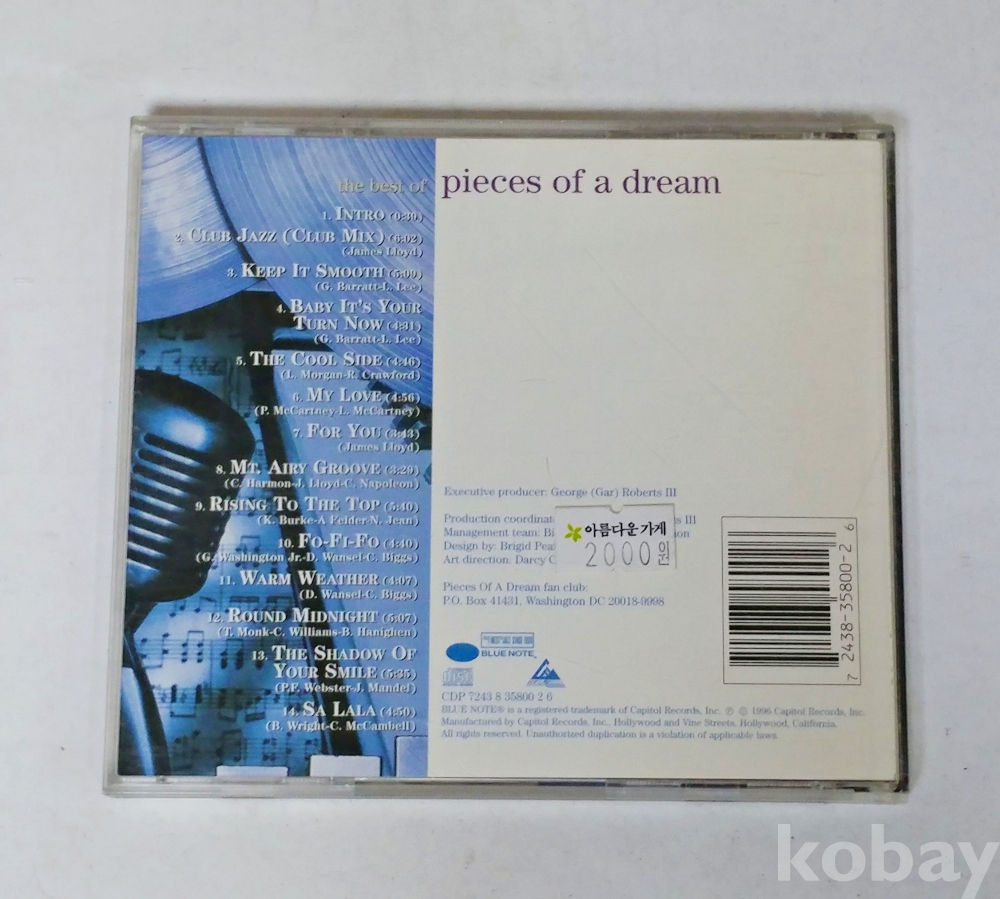 the best of pieces of a dream
1. INTRO (0:39)
2. CLUB JAZZ (CLUB MIX) (6:02)
(James Lloyd)
3. KEEP IT SMOOTH (5:09)
(G. Barratt-L. Lee)
4. BABY IT'S YOUR
TURN NOW (4:31)
(G. Barratt-L. Lee)
5. THE COOL SIDE (4:46)
(L. Morgan-R. Crawford)
6. MY LOVE (4:56)
(P. McCartney-L. McCartney)
7. FOR YOU (3:43)
(James Lloyd)
8. MT. AIRY GROOVE (3:29)
(C. Harmon-J. Lloyd-C. Napoleon)
9. RISING TO THE TOP (5:40)
(K. Burke-A Felder-N. Jean)
10. FO-FI-FO (4:40)
(G. Washington Jr.-D. Wansel-C. Biggs)
11. WARM WEATHER (4:07)
(D. Wansel-C. Biggs)
12. ROUND MIDNIGHT (5:07)
(T. Monk-C. Williams-B. Hanighen)
13. THE SHADOW OF
YOUR SMILE (5:35)
(P.F. Webster-J. Mandel)
14. SA LALA (4:50)
(B. Wright-C. McCambell)
Executive producer: George (Gar) Roberts III
Production coordinat s III
Management team: Bi ion
Design by: Brigid Pea
Art direction: Darcy C
아름다운가게
2000원
Pieces Of A Dream fan club:
P.O. Box 41431, Washington DC 20018-9998
BLUE NOTE
CDP 7243 8 35800 2 6
BLUE NOTE® is a registered trademark of Capitol Records, Inc. ℗ © 1996 Capitol Records, Inc.
Manufactured by Capitol Records, Inc., Hollywood and Vine Streets, Hollywood, California.
All rights reserved. Unauthorized duplication is a violation of applicable laws.
7 2438-35800-2 6
kobay